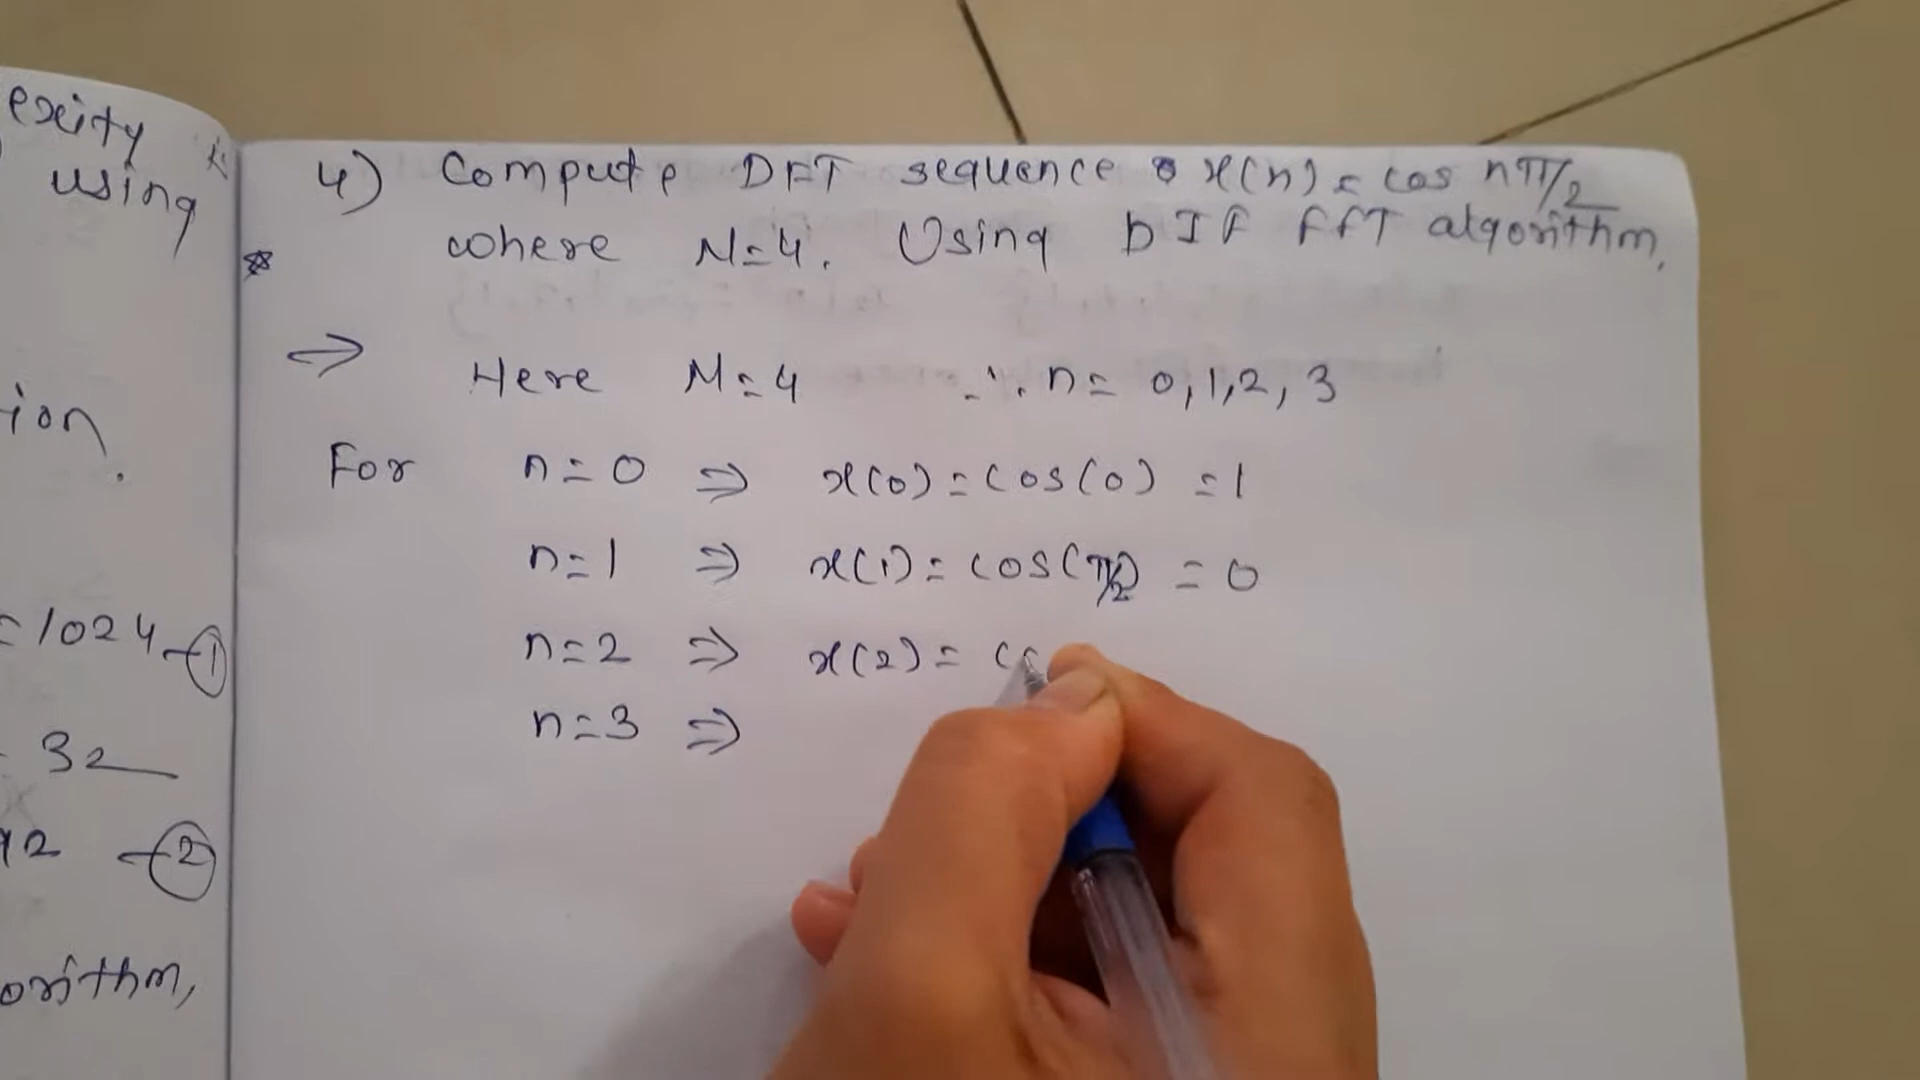 exity
using
ion.
=1024 — 1
32
92 — 2
orithm,
4) Compute DFT sequence x(n) = cos nπ/2
where N=4. Using DIF FFT algorithm.
⇒ Here N=4 ∴ n= 0,1,2,3
For n=0 ⇒ x(0) = cos(0) =1
n=1 ⇒ x(1) = cos(π/2) = 0
n=2 ⇒ x(2) =
n=3 ⇒